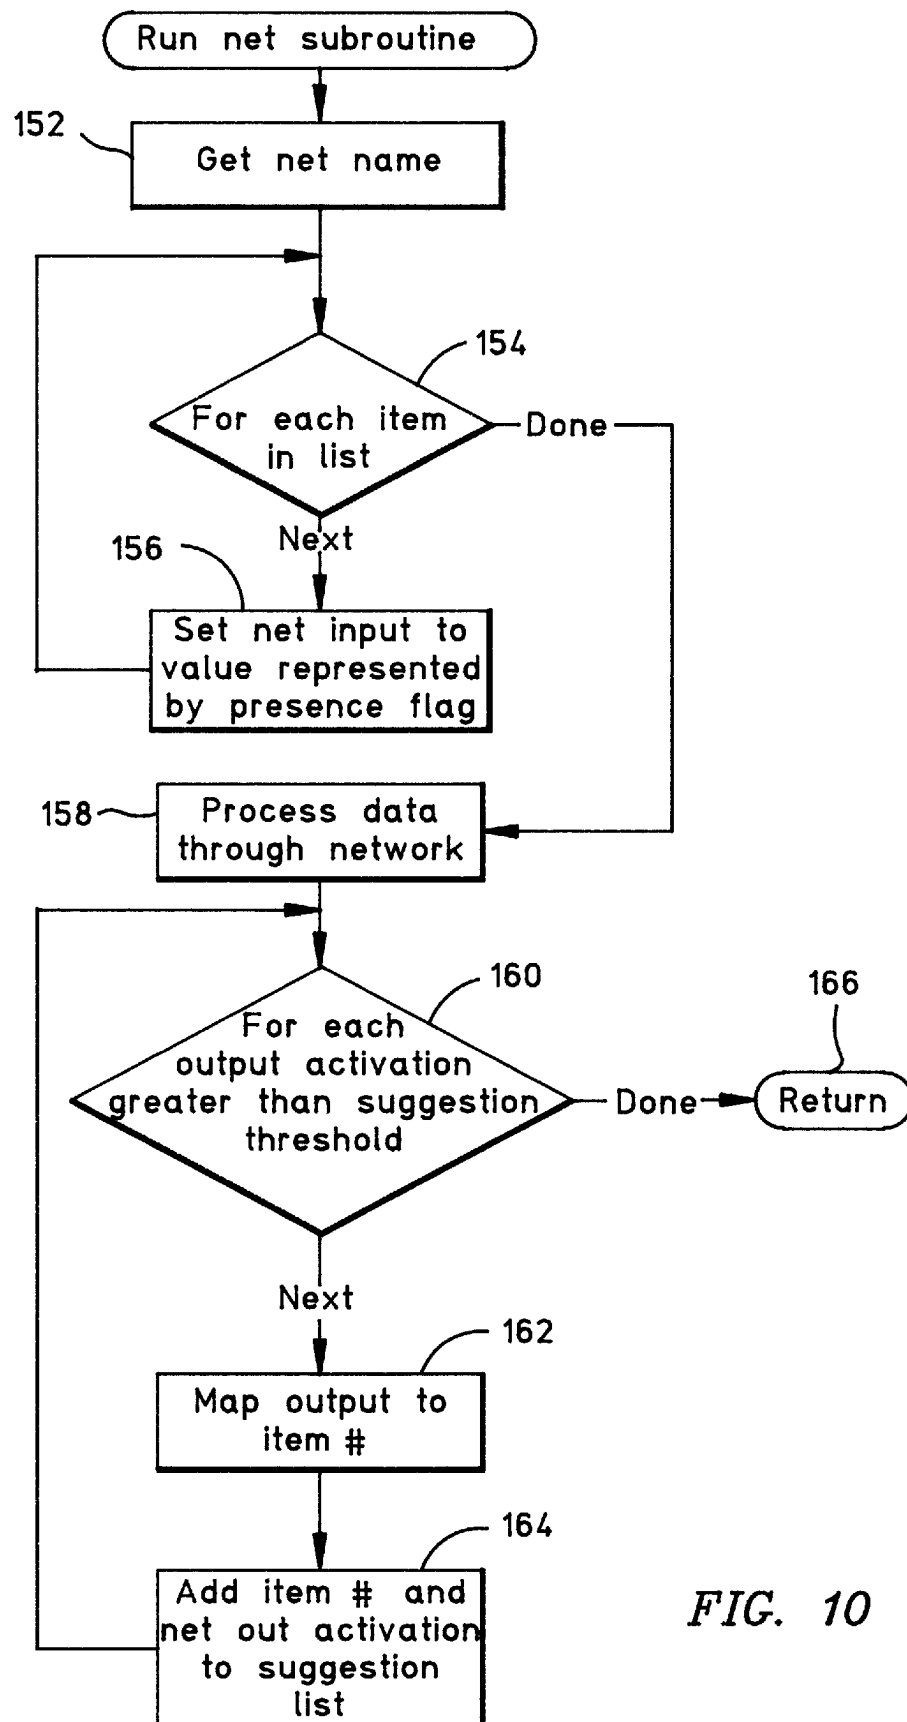 Run net subroutine
152
Get net name
154
For each item
in list
Done
Next
156
Set net input to
value represented
by presence flag
158
Process data
through network
160
For each
output activation
greater than suggestion
threshold
Done
166
Return
Next
162
Map output to
item #
164
Add item # and
net out activation
to suggestion
list
FIG. 10